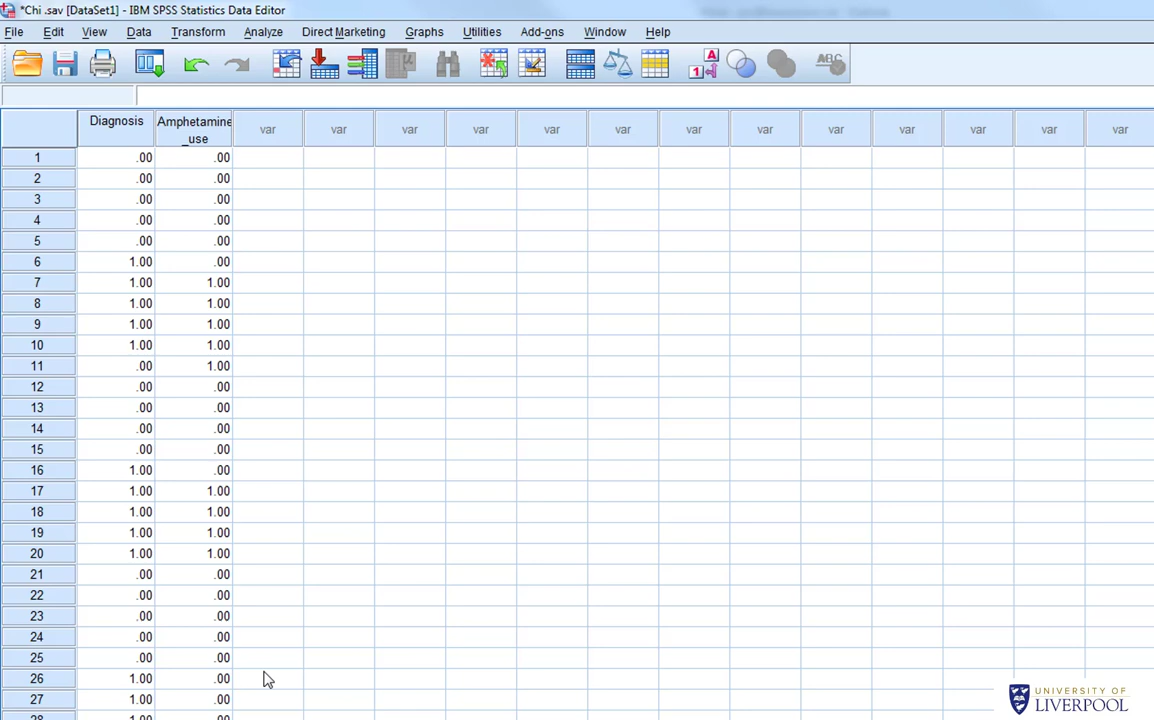 *Chi .sav [DataSet1] - IBM SPSS Statistics Data Editor
File Edit View Data Transform Analyze Direct Marketing Graphs Utilities Add-ons Window Help
Diagnosis Amphetamine_use var var var var var var var var var var var var var
1 .00 .00
2 .00 .00
3 .00 .00
4 .00 .00
5 .00 .00
6 1.00 .00
7 1.00 1.00
8 1.00 1.00
9 1.00 1.00
10 1.00 1.00
11 .00 1.00
12 .00 .00
13 .00 .00
14 .00 .00
15 .00 .00
16 1.00 .00
17 1.00 1.00
18 1.00 1.00
19 1.00 1.00
20 1.00 1.00
21 .00 .00
22 .00 .00
23 .00 .00
24 .00 .00
25 .00 .00
26 1.00 .00
27 1.00 .00
28 1.00 .00
UNIVERSITY OF
LIVERPOOL